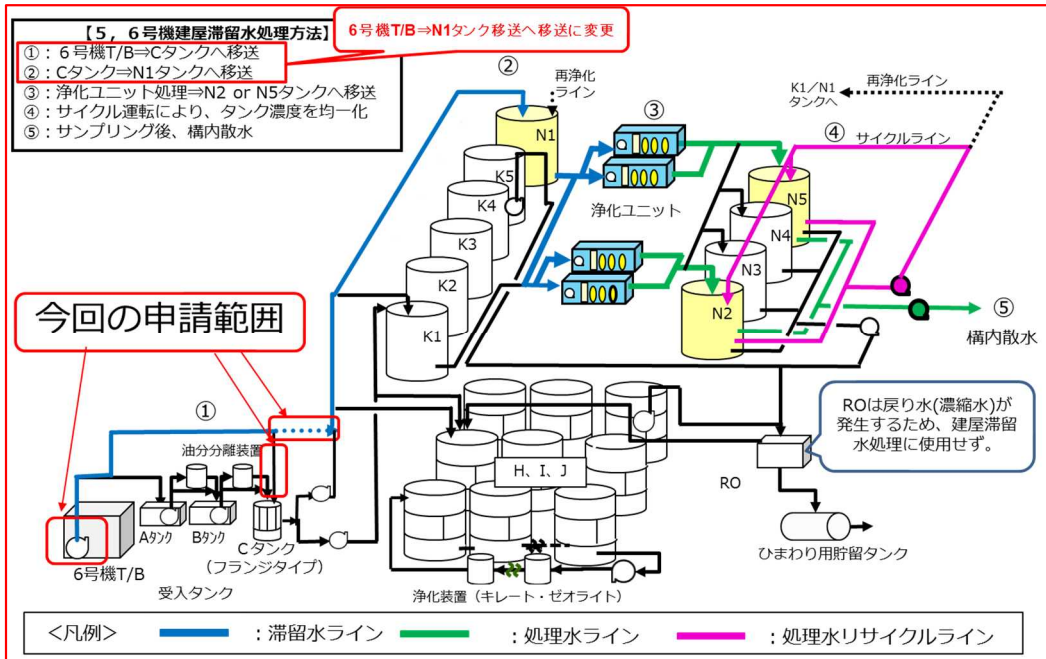 【５，６号機建屋滞留水処理方法】
①：６号機T/B⇒Cタンクへ移送
②：Cタンク⇒N1タンクへ移送
③：浄化ユニット処理⇒N2 or N5タンクへ移送
④：サイクル運転により、タンク濃度を均一化
⑤：サンプリング後、構内散水
6号機T/B⇒N1タンク移送へ移送に変更
②
再浄化
ライン
N1
K5
K4
K3
K2
K1
③
浄化ユニット
K1／N1
タンクへ
再浄化ライン
④
サイクルライン
N5
N4
N3
N2
⑤
構内散水
今回の申請範囲
①
油分分離装置
Aタンク
Bタンク
Cタンク
(フランジタイプ)
6号機T/B
受入タンク
H、I、J
浄化装置（キレート・ゼオライト）
ROは戻り水(濃縮水)が
発生するため、建屋滞留
水処理に使用せず。
RO
ひまわり用貯留タンク
<凡例>
：滞留水ライン
：処理水ライン
：処理水リサイクルライン